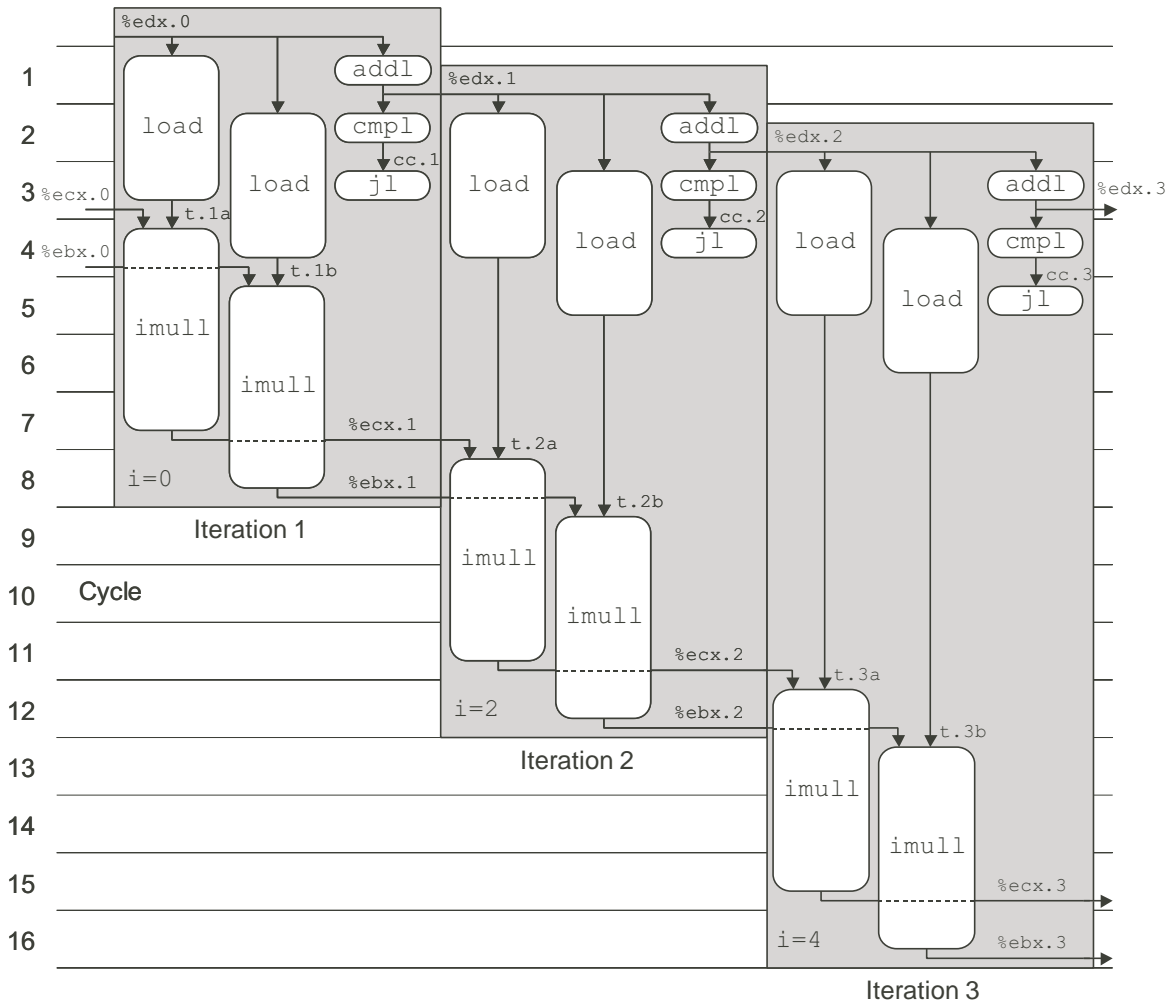 %edx.0
1
addl
%edx.1
load
cmpl
addl
2
%edx.2
cc.1
load
jl
load
cmpl
addl
3
%ecx.0
%edx.3
t.1a
cc.2
load
jl
load
cmpl
4
%ebx.0
t.1b
cc.3
load
jl
5
imull
6
imull
7
%ecx.1
t.2a
i=0
8
%ebx.1
t.2b
Iteration 1
9
imull
10
Cycle
imull
11
%ecx.2
t.3a
i=2
12
%ebx.2
t.3b
Iteration 2
13
imull
14
imull
15
%ecx.3
i=4
16
%ebx.3
Iteration 3